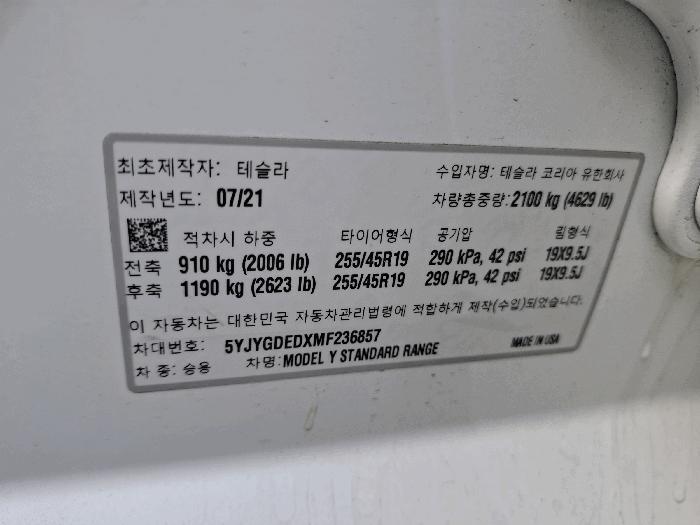 최초제작자: 테슬라 수입자명: 테슬라 코리아 유한회사
제작년도: 07/21 차량총중량: 2100 kg (4629 lb)
적차시 하중 타이어형식 공기압 림형식
전축 910 kg (2006 lb) 255/45R19 290 kPa, 42 psi 19X9.5J
후축 1190 kg (2623 lb) 255/45R19 290 kPa, 42 psi 19X9.5J
이 자동차는 대한민국 자동차관리법령에 적합하게 제작(수입)되었습니다.
차대번호: 5YJYGDEDXMF236857 MADE IN USA
차 종: 승용 차명: MODEL Y STANDARD RANGE